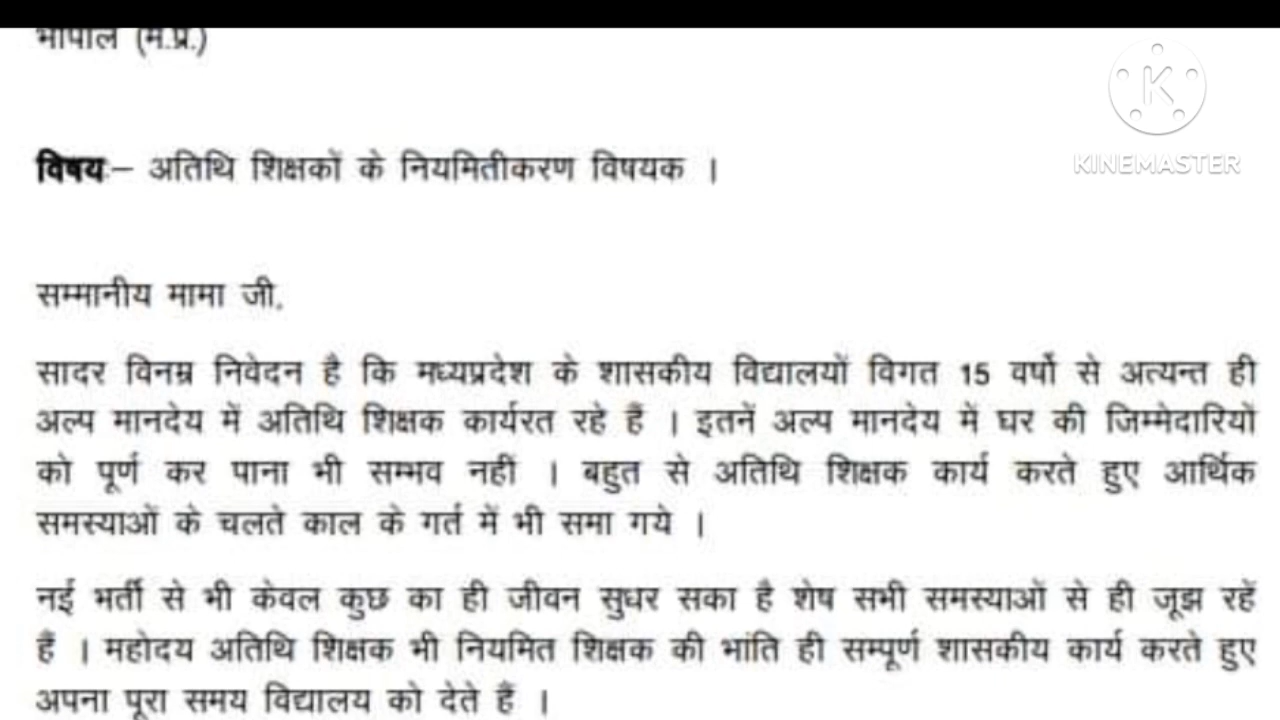 भोपाल (म.प्र.)
KINEMASTER
विषयः– अतिथि शिक्षकों के नियमितीकरण विषयक ।
सम्मानीय मामा जी,
सादर विनम्र निवेदन है कि मध्यप्रदेश के शासकीय विद्यालयों विगत 15 वर्षो से अत्यन्त ही
अल्प मानदेय में अतिथि शिक्षक कार्यरत रहे हैं । इतनें अल्प मानदेय में घर की जिम्मेदारियों
को पूर्ण कर पाना भी सम्भव नहीं । बहुत से अतिथि शिक्षक कार्य करते हुए आर्थिक
समस्याओं के चलते काल के गर्त में भी समा गये ।
नई भर्ती से भी केवल कुछ का ही जीवन सुधर सका है शेष सभी समस्याओं से ही जूझ रहें
हैं । महोदय अतिथि शिक्षक भी नियमित शिक्षक की भांति ही सम्पूर्ण शासकीय कार्य करते हुए
अपना पूरा समय विद्यालय को देते हैं ।